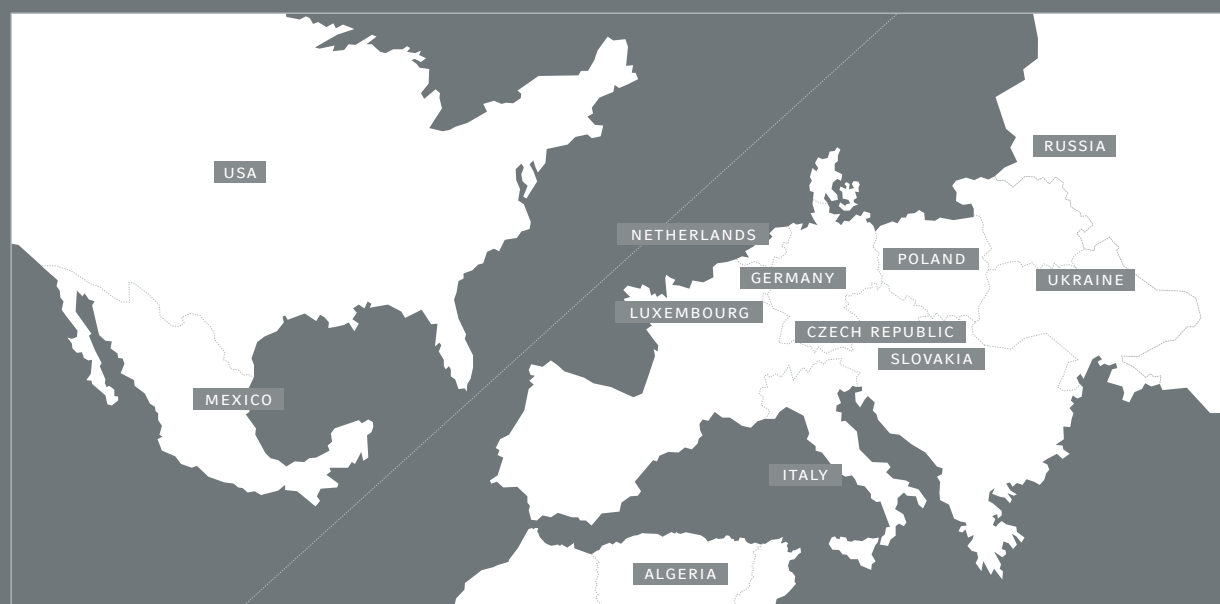 RUSSIA
USA
NETHERLANDS
POLAND
GERMANY
UKRAINE
LUXEMBOURG
CZECH REPUBLIC
SLOVAKIA
MEXICO
ITALY
ALGERIA